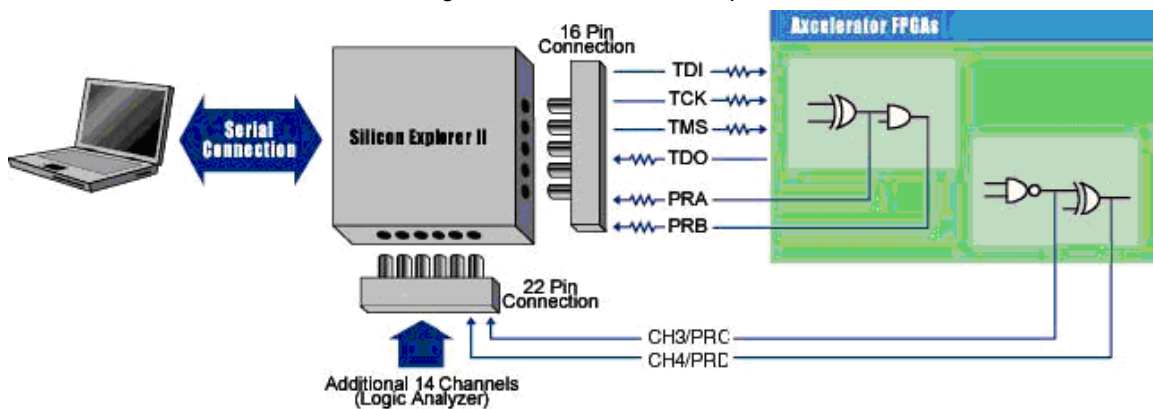 16 Pin
Connection
Axcelerator FPGAs
TDI
TCK
TMS
TDO
PRA
PRB
Serial
Connection
Silicon Explorer II
22 Pin
Connection
CH3/PRC
CH4/PRD
Additional 14 Channels
(Logic Analyzer)